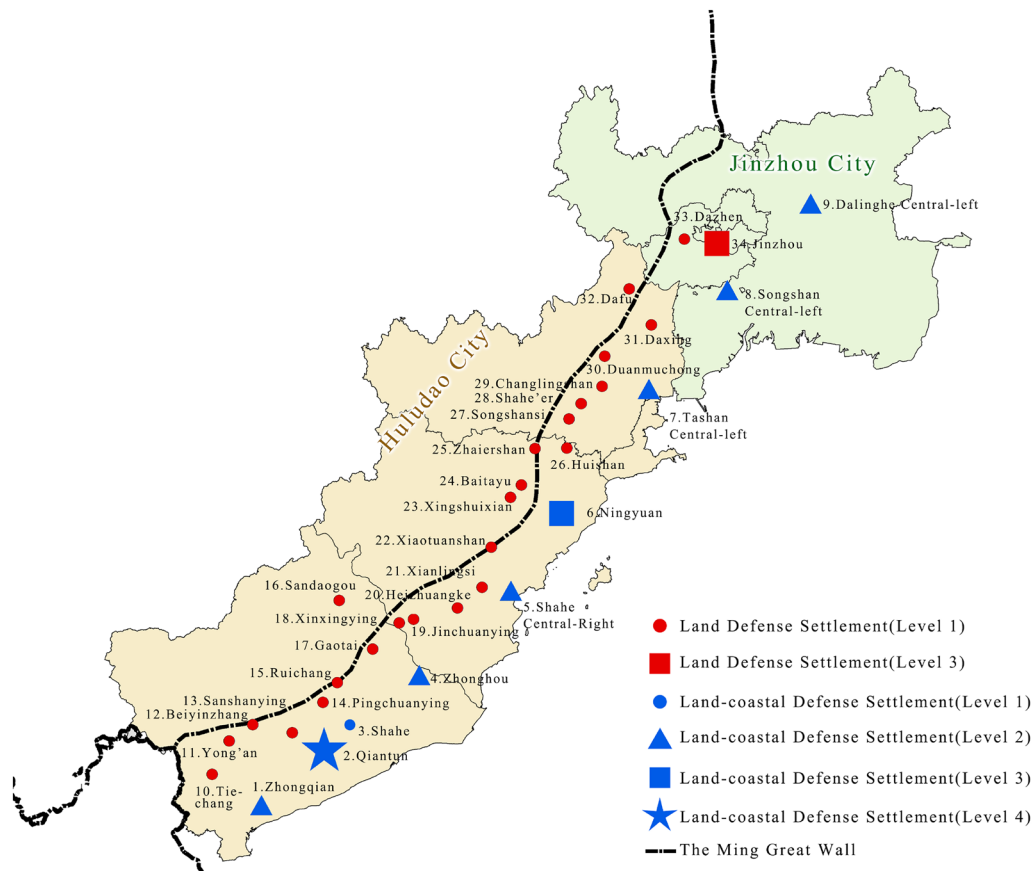 Jinzhou City
9.Dalinghe Central-left
33.Dazhen
34.Jinzhou
8.Songshan
Central-left
32.Dafu
31.Daxing
Huludao City
30.Duanmuchong
29.Changlingshan
28.Shahe’er
27.Songshansi
7.Tashan
Central-left
25.Zhaiershan
26.Huishan
24.Baitayu
23.Xingshuixian
6.Ningyuan
22.Xiaotuanshan
21.Xianlingsi
16.Sandaogou
20.Heizhuangke
5.Shahe
Central-Right
18.Xinxingying
19.Jinchuanying
17.Gaotai
15.Ruichang
4.Zhonghou
13.Sanshanying
14.Pingchuanying
12.Beiyinzhang
3.Shahe
11.Yong’an
2.Qiantun
10.Tie-
chang
1.Zhongqian
Land Defense Settlement(Level 1)
Land Defense Settlement(Level 3)
Land-coastal Defense Settlement(Level 1)
Land-coastal Defense Settlement(Level 2)
Land-coastal Defense Settlement(Level 3)
Land-coastal Defense Settlement(Level 4)
The Ming Great Wall